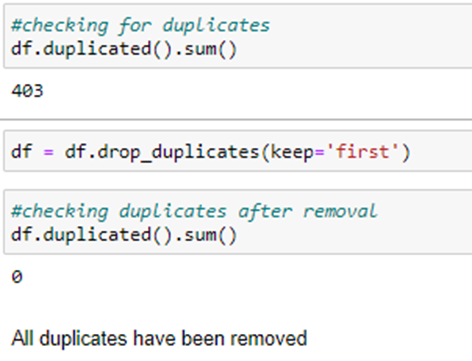 #checking for duplicates
df.duplicated().sum()
403
df = df.drop_duplicates(keep='first')
#checking duplicates after removal
df.duplicated().sum()
0
All duplicates have been removed